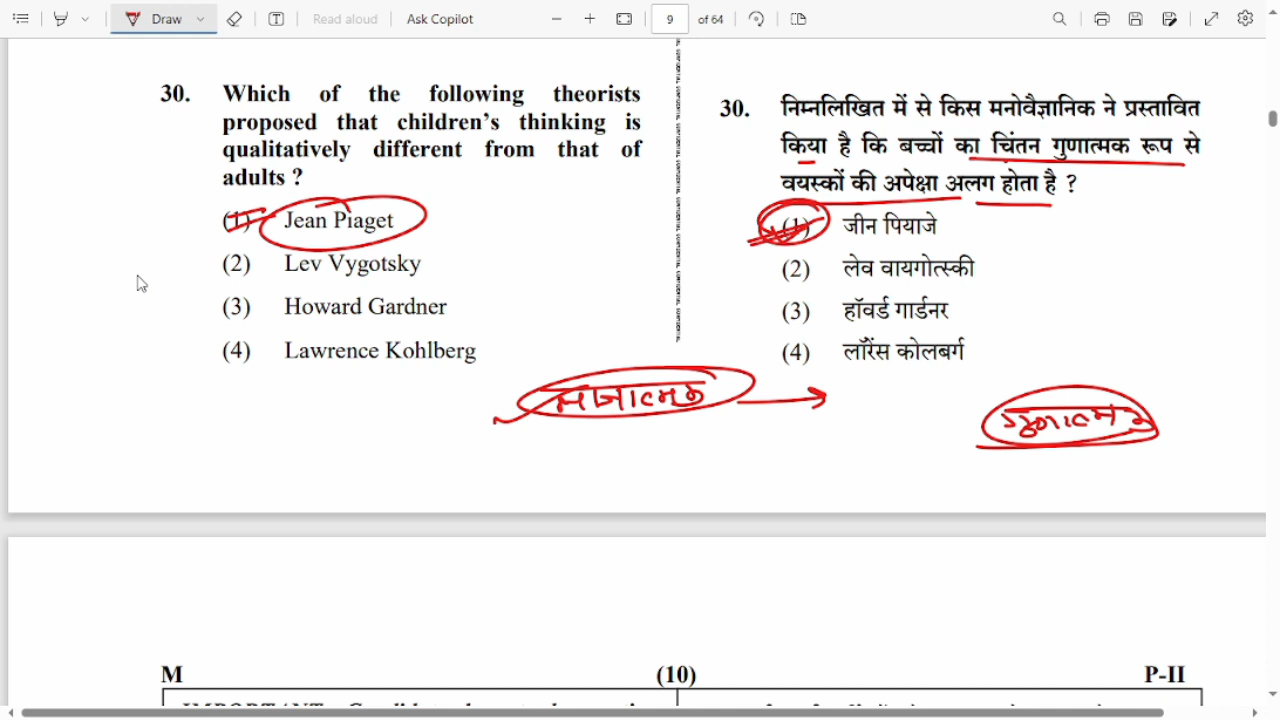 Draw
Read aloud
Ask Copilot
9
of 64
30. Which of the following theorists
proposed that children's thinking is
qualitatively different from that of
adults ?
(1) Jean Piaget
(2) Lev Vygotsky
(3) Howard Gardner
(4) Lawrence Kohlberg
30. निम्नलिखित में से किस मनोवैज्ञानिक ने प्रस्तावित
किया है कि बच्चों का चिंतन गुणात्मक रूप से
वयस्कों की अपेक्षा अलग होता है ?
(1) जीन पियाजे
(2) लेव वायगोत्स्की
(3) हॉवर्ड गार्डनर
(4) लॉरेंस कोलबर्ग
M (10) P-II